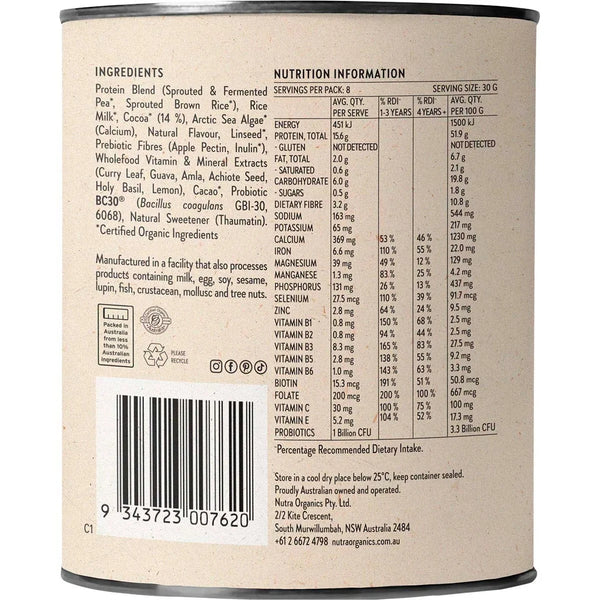 INGREDIENTS
Protein Blend (Sprouted & Fermented
Pea*, Sprouted Brown Rice*), Rice
Milk*, Cocoa* (14 %), Arctic Sea Algae*
(Calcium), Natural Flavour, Linseed*,
Prebiotic Fibres (Apple Pectin, Inulin*),
Wholefood Vitamin & Mineral Extracts
(Curry Leaf, Guava, Amla, Achiote Seed,
Holy Basil, Lemon), Cacao*, Probiotic
BC30® (Bacillus coagulans GBI-30,
6068), Natural Sweetener (Thaumatin).
*Certified Organic Ingredients
Manufactured in a facility that also processes
products containing milk, egg, soy, sesame,
lupin, fish, crustacean, mollusc and tree nuts.
Packed in
Australia
from less
than 10%
Australian
ingredients
PLEASE
RECYCLE
9 343723 007620
C1
NUTRITION INFORMATION
SERVINGS PER PACK: 8 SERVING SIZE: 30 G
AVG. QTY. PER SERVE %RDI^ 1-3 YEARS %RDI^ 4 YEARS+ AVG. QTY. PER 100 G
ENERGY 451 kJ 1500 kJ
PROTEIN, TOTAL 15.6g 51.9 g
- GLUTEN NOT DETECTED NOT DETECTED
FAT, TOTAL 2.0 g 6.7 g
- SATURATED 0.6 g 2.1 g
CARBOHYDRATE 6.0 g 19.8 g
- SUGARS 0.5 g 1.8 g
DIETARY FIBRE 3.2 g 10.8 g
SODIUM 163 mg 544 mg
POTASSIUM 65 mg 217 mg
CALCIUM 369 mg 53 % 46 % 1230 mg
IRON 6.6 mg 110 % 55 % 22.0 mg
MAGNESIUM 39 mg 49 % 12 % 129 mg
MANGANESE 1.3 mg 83 % 25 % 4.2 mg
PHOSPHORUS 131 mg 26 % 13 % 437 mg
SELENIUM 27.5 mcg 110 % 39 % 91.7 mcg
ZINC 2.8 mg 64 % 24 % 9.5 mg
VITAMIN B1 0.8 mg 150 % 68 % 2.5 mg
VITAMIN B2 0.8 mg 94 % 44 % 2.5 mg
VITAMIN B3 8.3 mg 165 % 83 % 27.5 mg
VITAMIN B5 2.8 mg 138 % 55 % 9.2 mg
VITAMIN B6 1.0 mg 143 % 63 % 3.3 mg
BIOTIN 15.3 mcg 191 % 51 % 50.8 mcg
FOLATE 200 mcg 200 % 100 % 667 mcg
VITAMIN C 30 mg 100 % 75 % 100 mg
VITAMIN E 5.2 mg 104 % 52 % 17.3 mg
PROBIOTICS 1 Billion CFU 3.3 Billion CFU
^Percentage Recommended Dietary Intake.
Store in a cool dry place below 25°C, keep container sealed.
Proudly Australian owned and operated.
Nutra Organics Pty. Ltd.
2/2 Kite Crescent,
South Murwillumbah, NSW Australia 2484
+61 2 6672 4798 nutraorganics.com.au